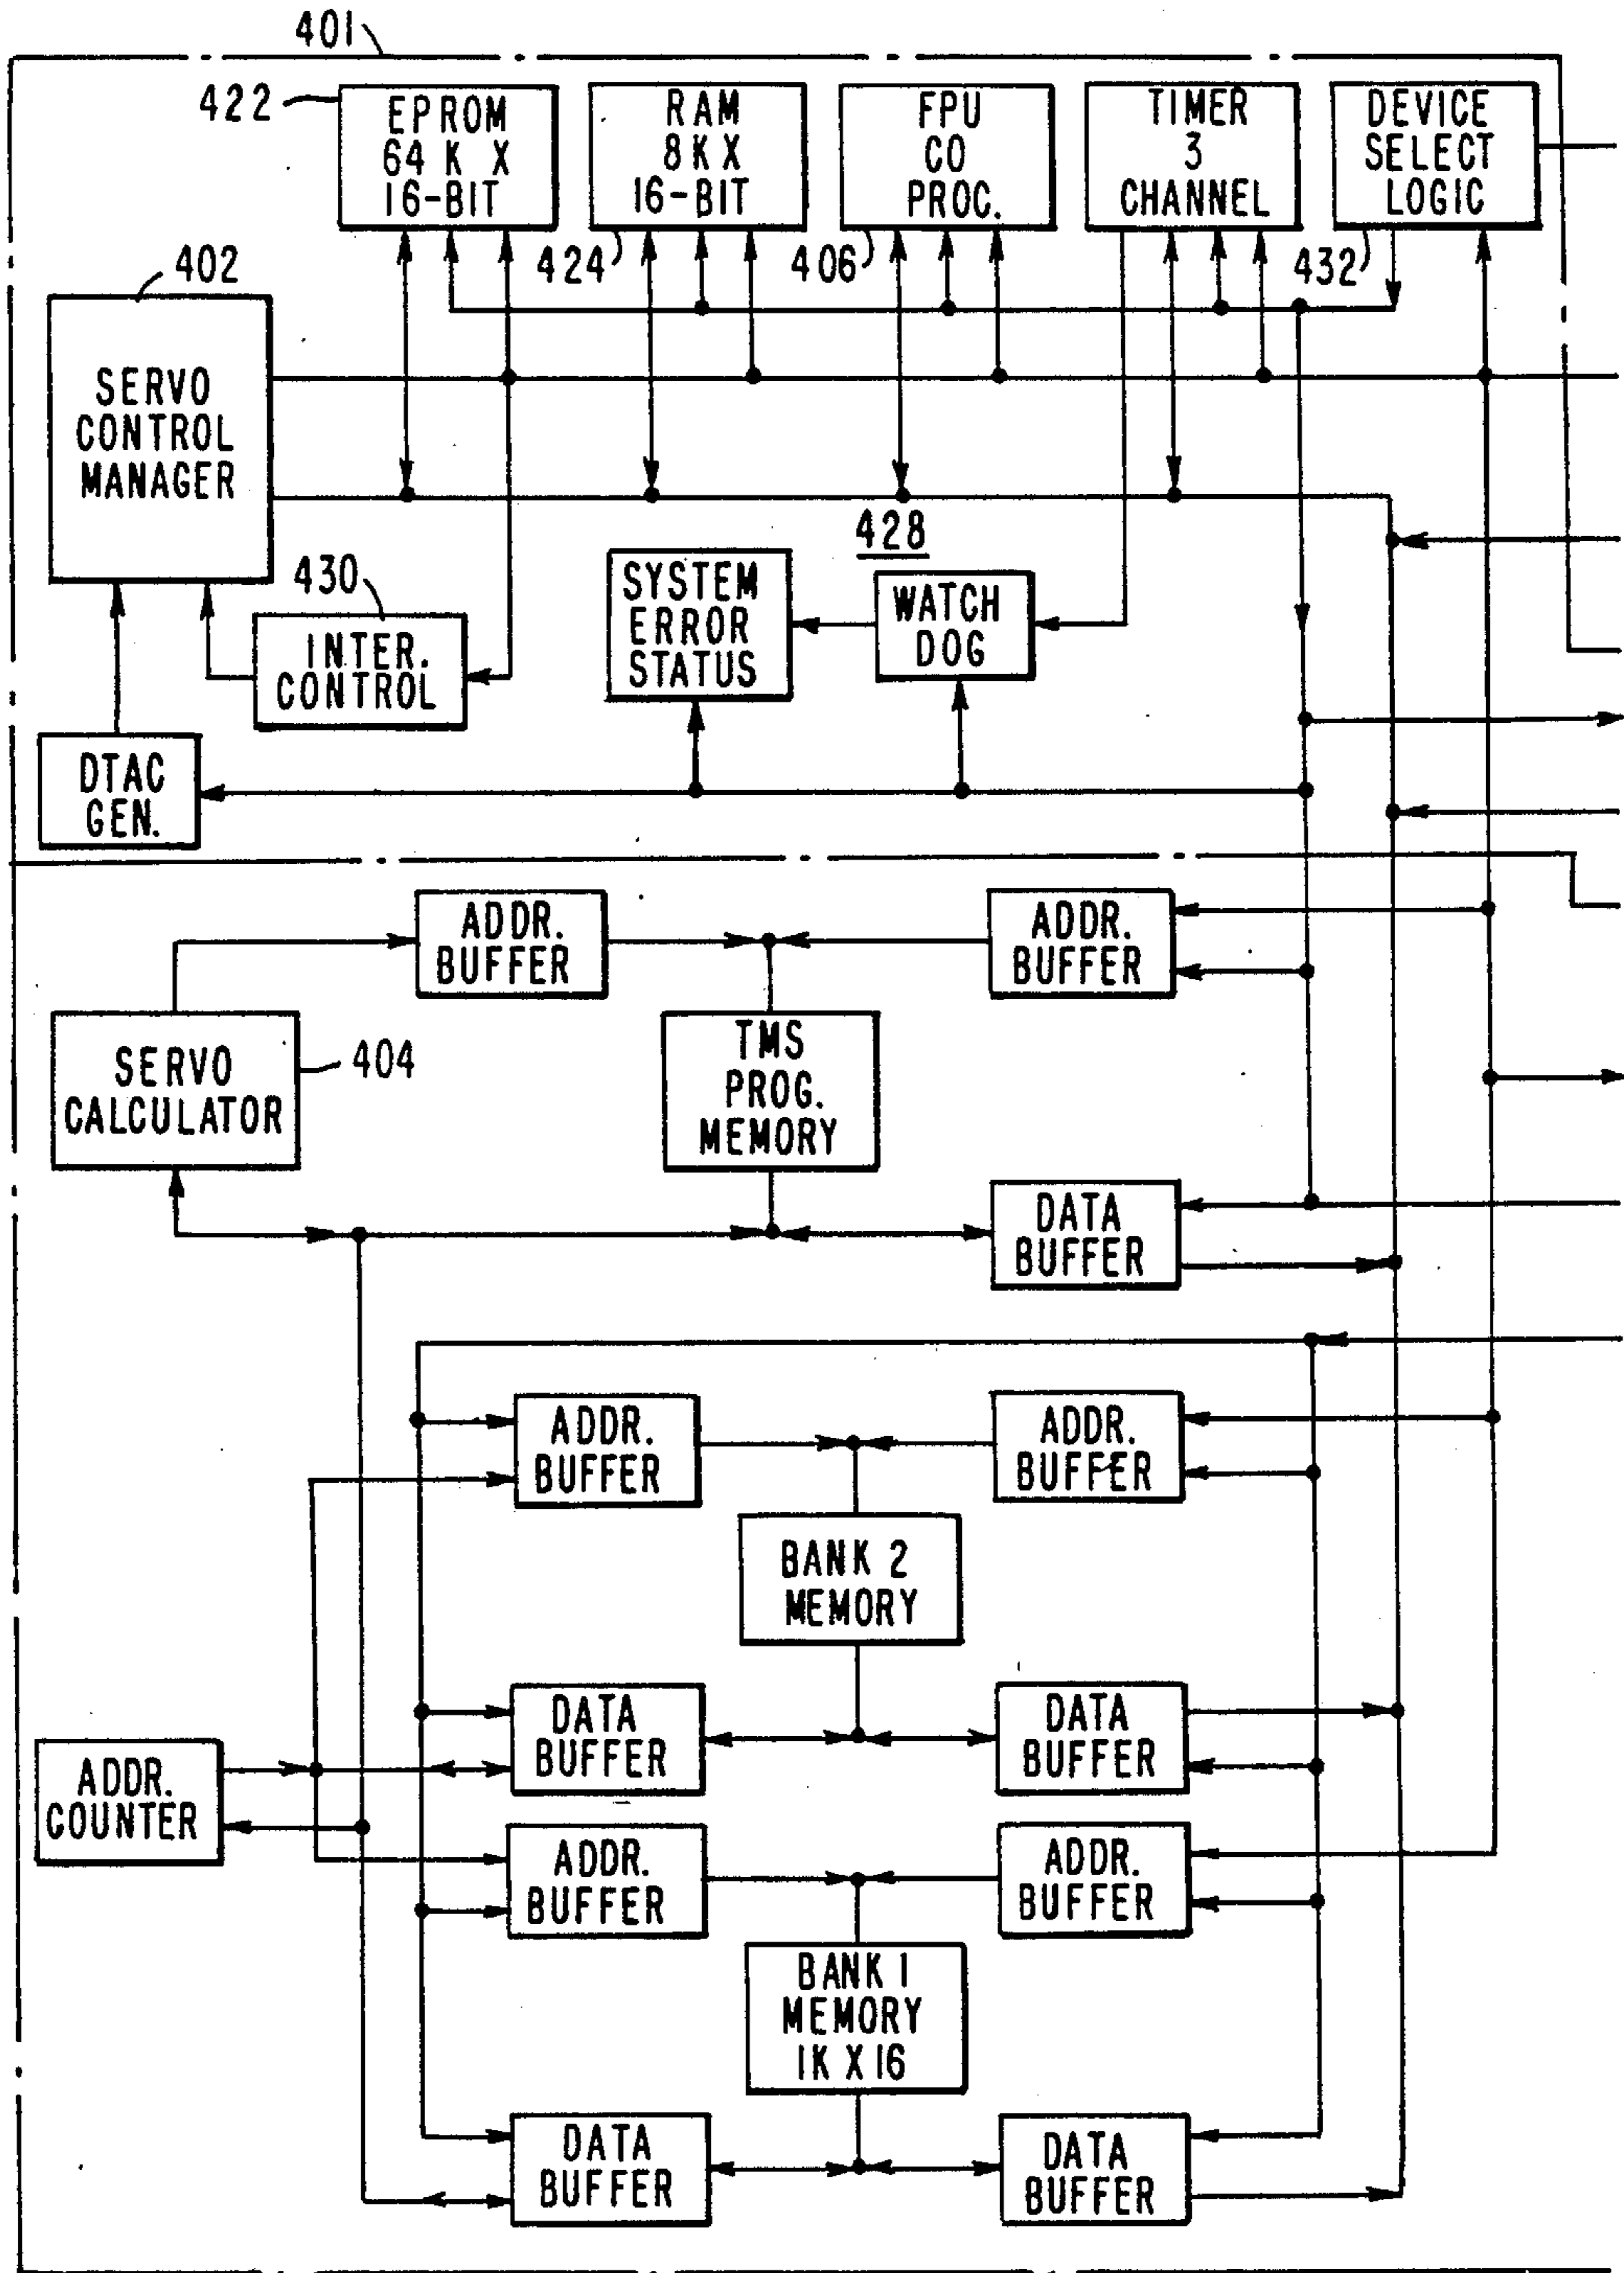 401
422
EPROM
64 K X
16-BIT
RAM
8K X
16-BIT
FPU
CO
PROC.
TIMER
3
CHANNEL
DEVICE
SELECT
LOGIC
424
406
432
402
SERVO
CONTROL
MANAGER
428
430
INTER.
CONTROL
SYSTEM
ERROR
STATUS
WATCH
DOG
DTAC
GEN.
ADDR.
BUFFER
ADDR.
BUFFER
SERVO
CALCULATOR
404
TMS
PROG.
MEMORY
DATA
BUFFER
ADDR.
BUFFER
ADDR.
BUFFER
BANK 2
MEMORY
DATA
BUFFER
DATA
BUFFER
ADDR.
COUNTER
ADDR.
BUFFER
ADDR.
BUFFER
BANK 1
MEMORY
1K X 16
DATA
BUFFER
DATA
BUFFER